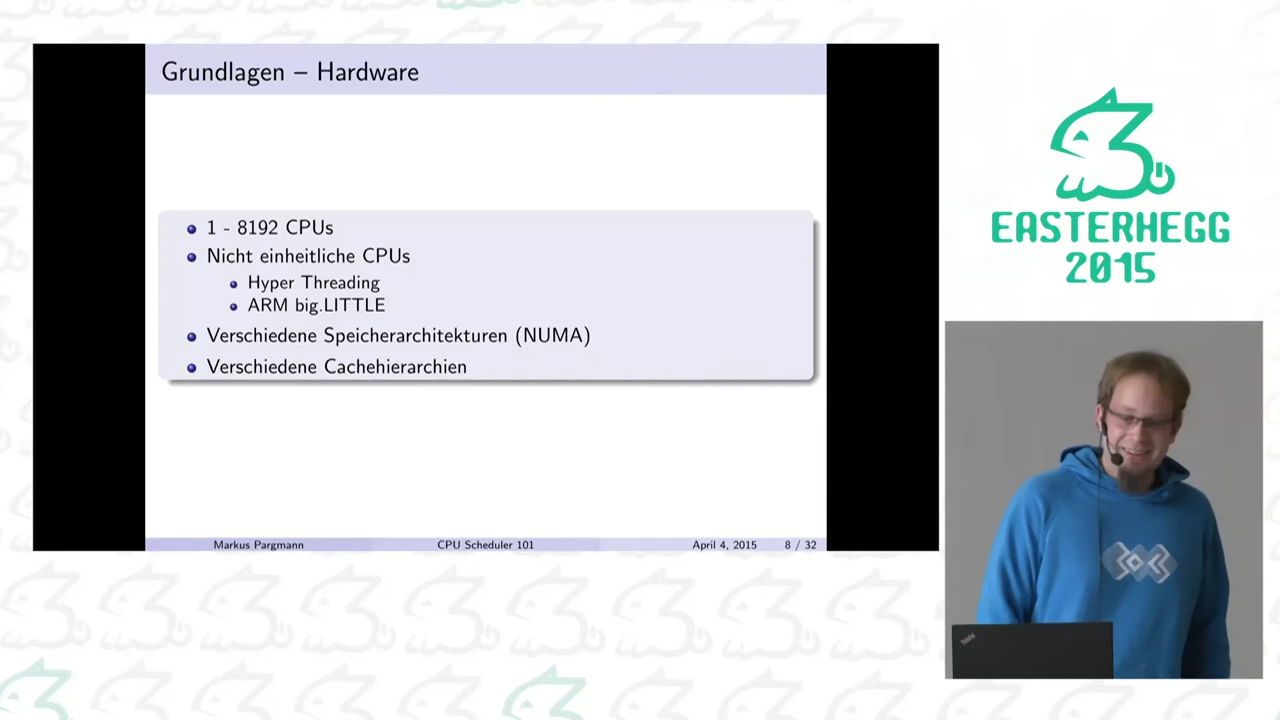 Grundlagen – Hardware
1 - 8192 CPUs
Nicht einheitliche CPUs
Hyper Threading
ARM big.LITTLE
Verschiedene Speicherarchitekturen (NUMA)
Verschiedene Cachehierarchien
Markus Pargmann CPU Scheduler 101 April 4, 2015 8 / 32
EASTERHEGG
2015
ThinkPad